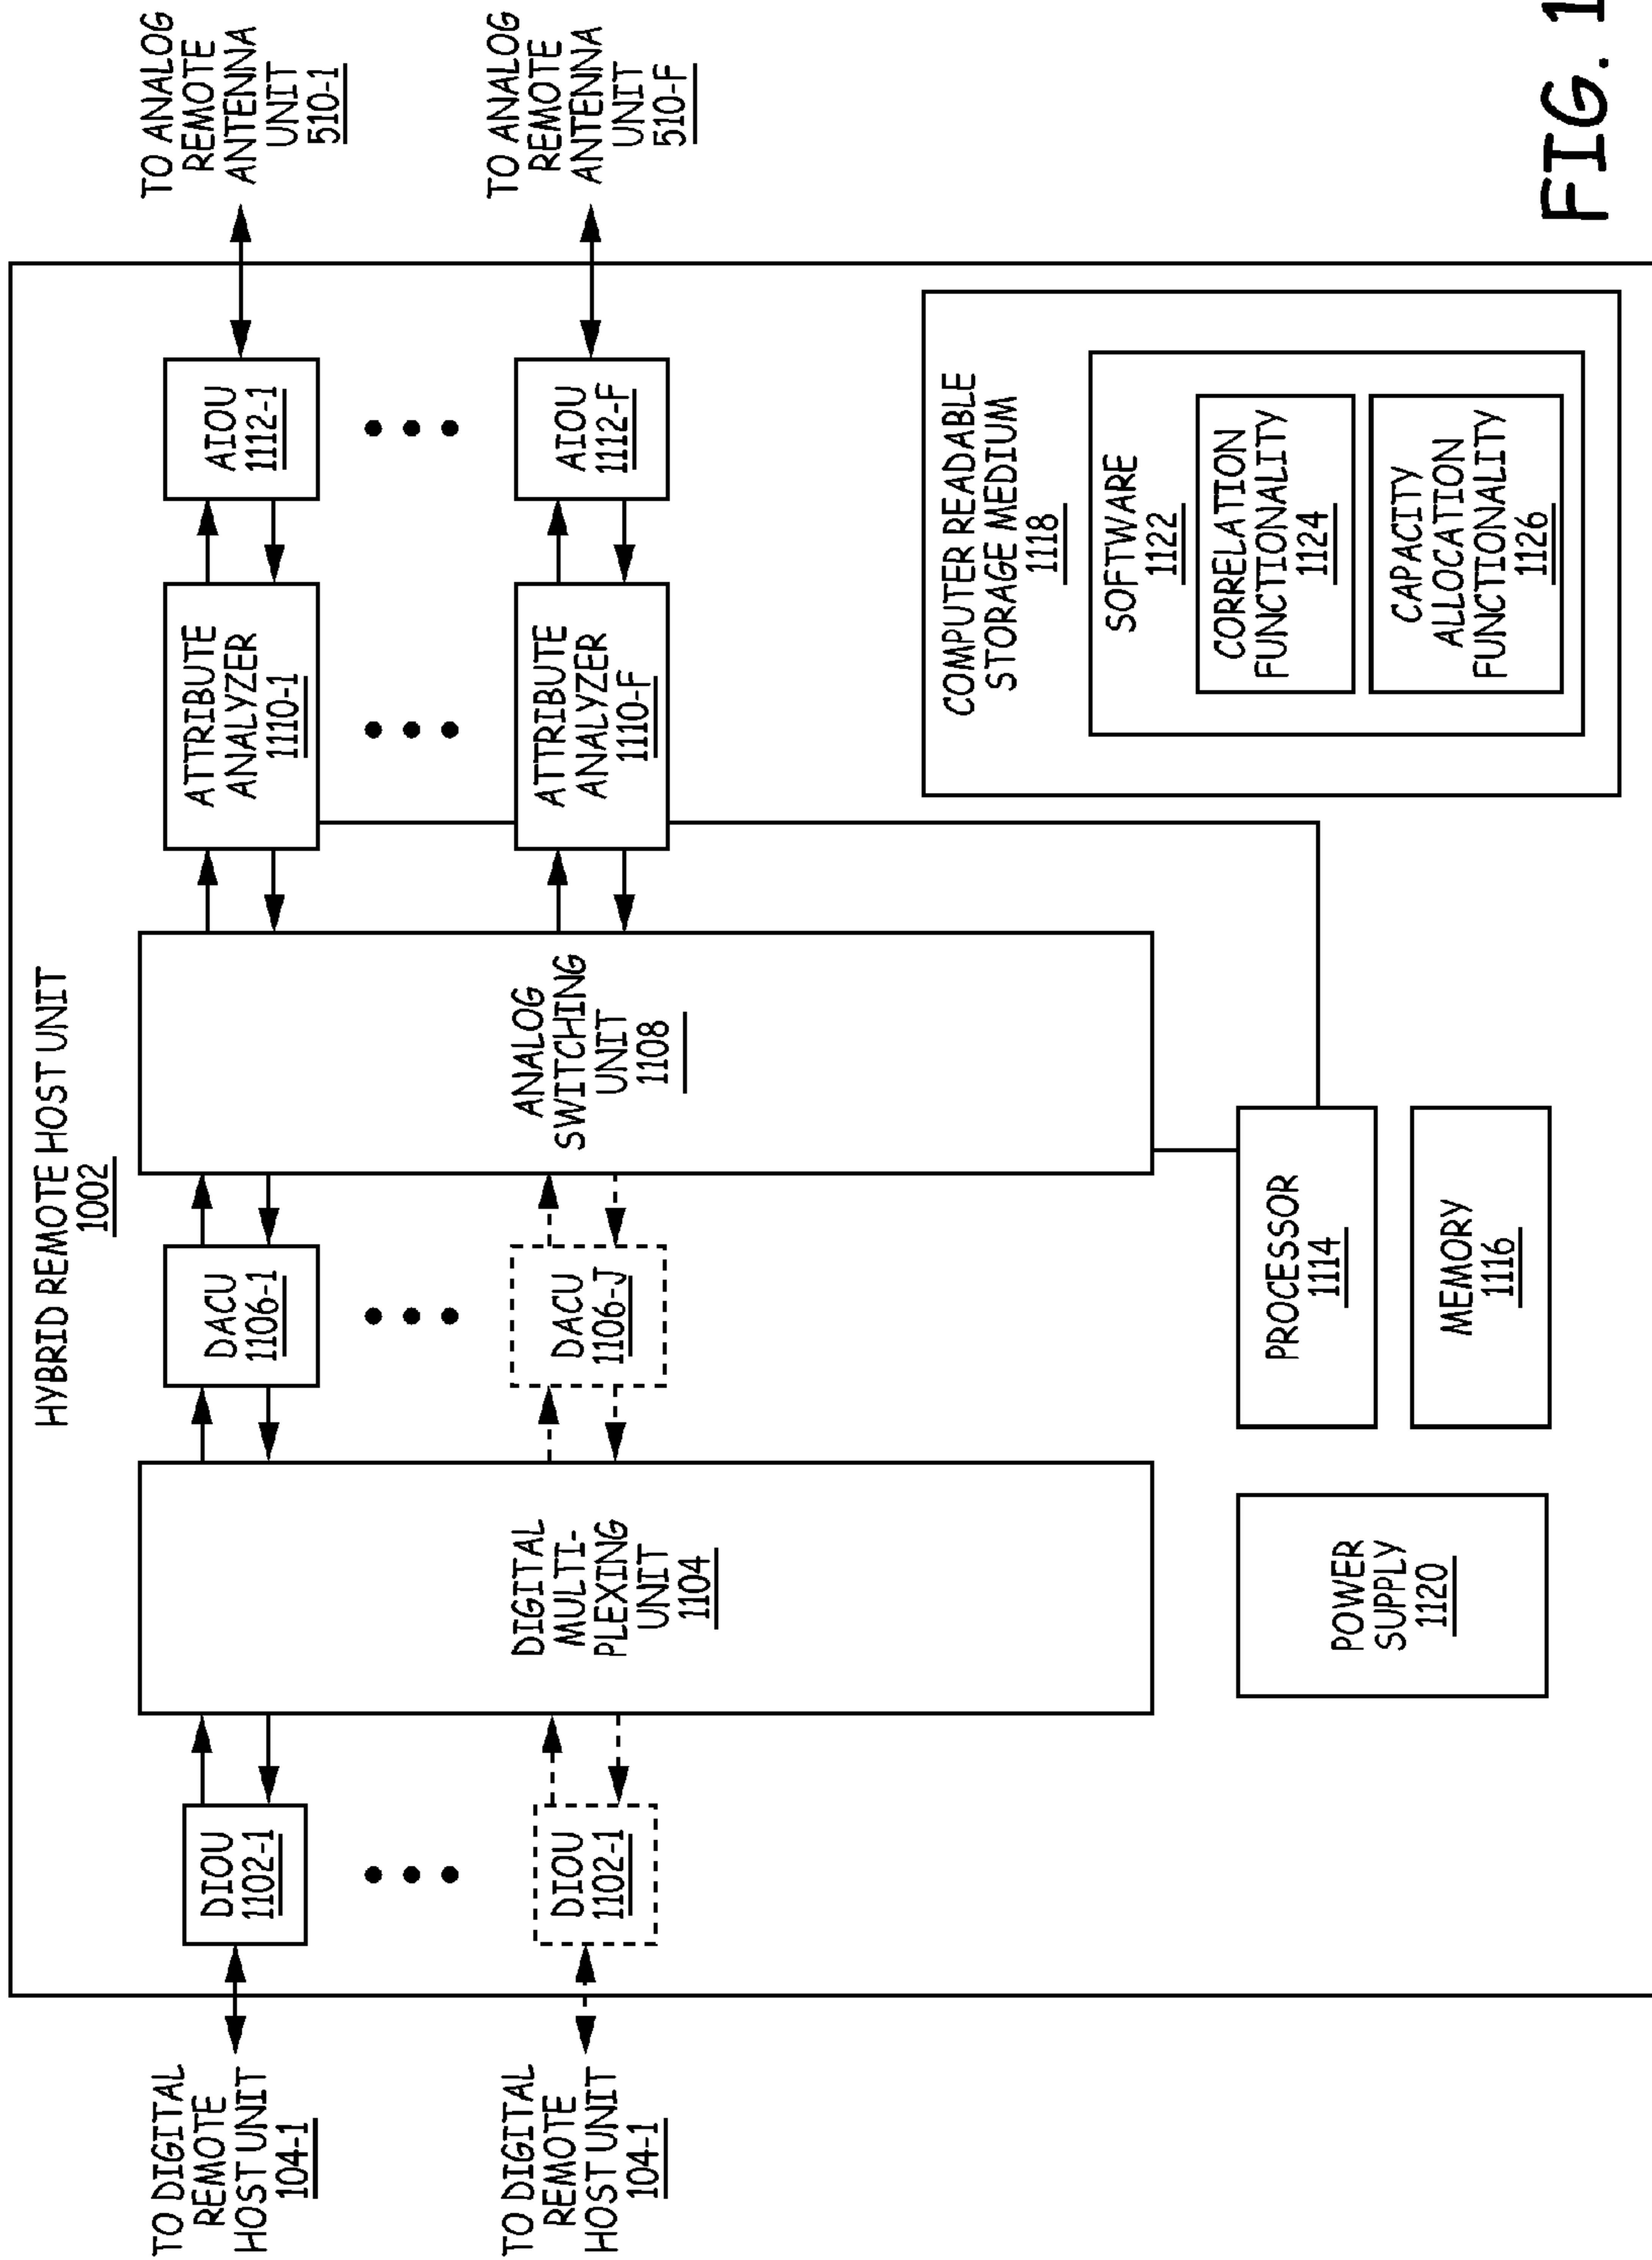 HYBRID REMOTE HOST UNIT
1002
TO DIGITAL
REMOTE
HOST UNIT
104-1
DIOU
1102-1
DIGITAL
MULTI-
PLEXING
UNIT
1104
DACU
1106-1
ANALOG
SWITCHING
UNIT
1108
ATTRIBUTE
ANALYZER
1110-1
AIOU
1112-1
TO ANALOG
REMOTE
ANTENNA
UNIT
510-1
TO DIGITAL
REMOTE
HOST UNIT
104-1
DIOU
1102-1
DACU
1106-J
ATTRIBUTE
ANALYZER
1110-F
AIOU
1112-F
TO ANALOG
REMOTE
ANTENNA
UNIT
510-F
POWER
SUPPLY
1120
PROCESSOR
1114
MEMORY
1116
COMPUTER READABLE
STORAGE MEDIUM
1118
SOFTWARE
1122
CORRELATION
FUNCTIONALITY
1124
CAPACITY
ALLOCATION
FUNCTIONALITY
1126
FIG. 1